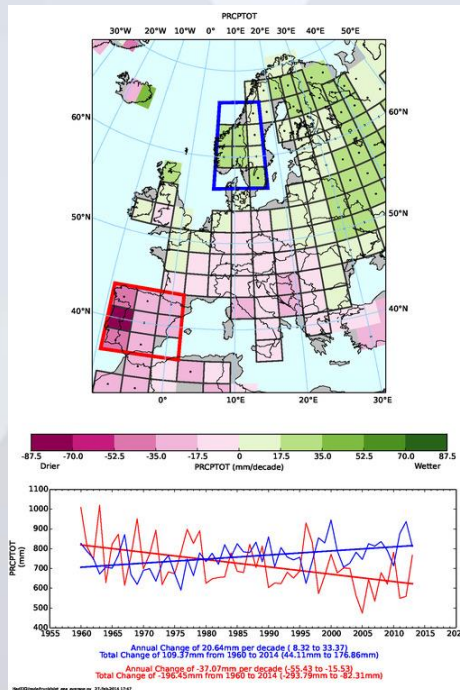 PRCPTOT
30°W 20°W 10°W 0° 10°E 20°E 30°E 40°E 50°E
60°N 60°N
50°N 50°N
40°N 40°N
0° 10°E 20°E 30°E
-87.5 -70.0 -52.5 -35.0 -17.5 0 17.5 35.0 52.5 70.0 87.5
Drier PRCPTOT (mm/decade) Wetter
PRCPTOT
(mm)
1100
1000
900
800
700
600
500
400
1955 1960 1965 1970 1975 1980 1985 1990 1995 2000 2005 2010 2015 2020
Annual Change of 20.64mm per decade ( 8.32 to 33.37)
Total Change of 109.37mm from 1960 to 2014 (44.11mm to 176.86mm)
Annual Change of -37.07mm per decade (-55.43 to -15.53)
Total Change of -196.45mm from 1960 to 2014 (-293.79mm to -82.31mm)